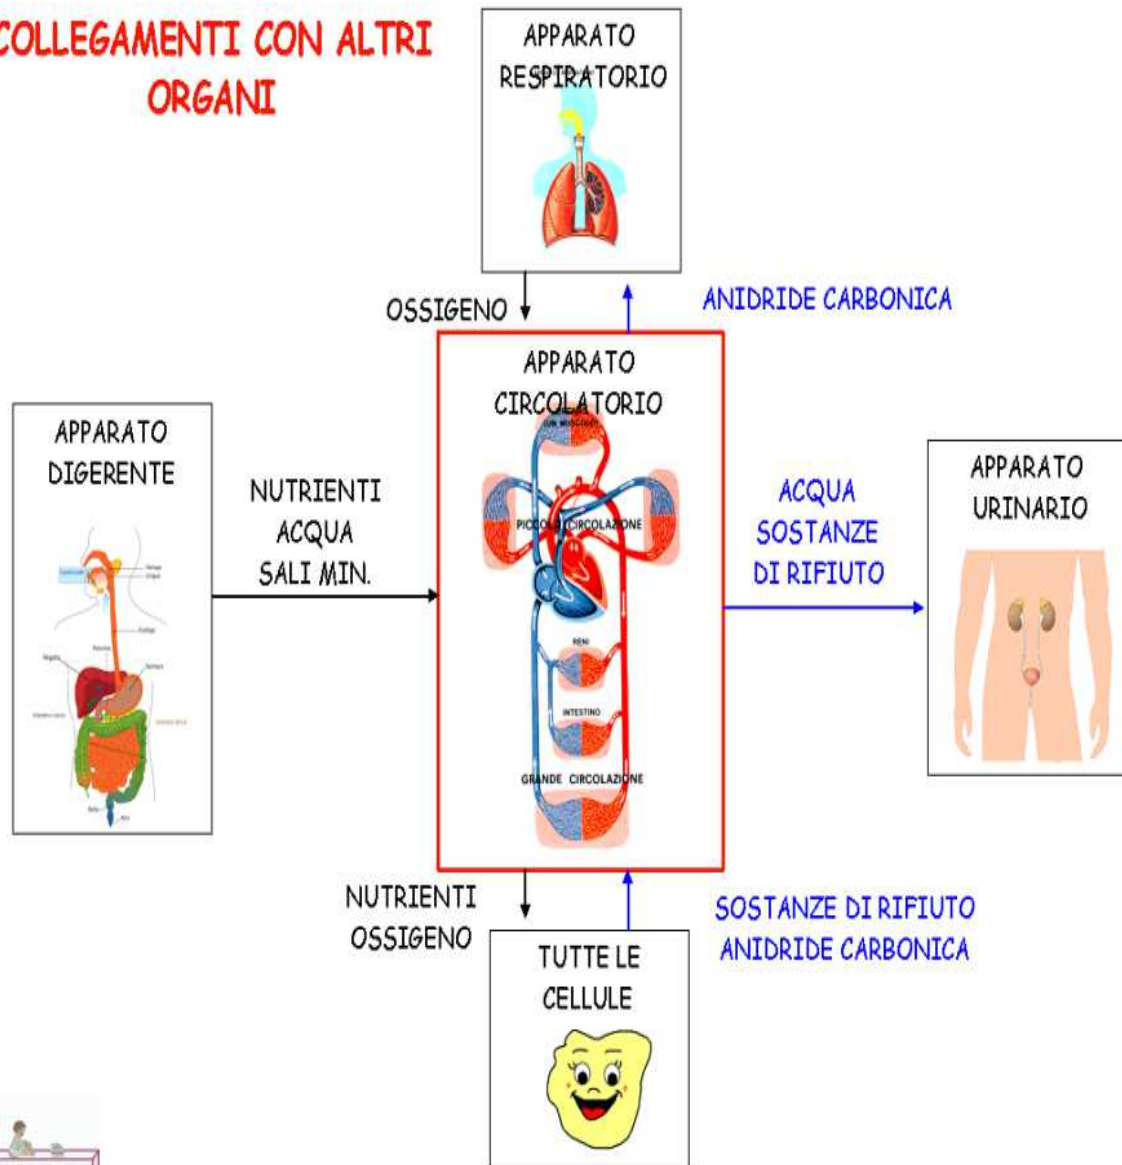 COLLEGAMENTI CON ALTRI
ORGANI
APPARATO
RESPIRATORIO
OSSIGENO
ANIDRIDE CARBONICA
APPARATO
CIRCOLATORIO
PICCOLA CIRCOLAZIONE
RENI
INTESTINO
GRANDE CIRCOLAZIONE
APPARATO
DIGERENTE
NUTRIENTI
ACQUA
SALI MIN.
ACQUA
SOSTANZE
DI RIFIUTO
APPARATO
URINARIO
NUTRIENTI
OSSIGENO
SOSTANZE DI RIFIUTO
ANIDRIDE CARBONICA
TUTTE LE
CELLULE